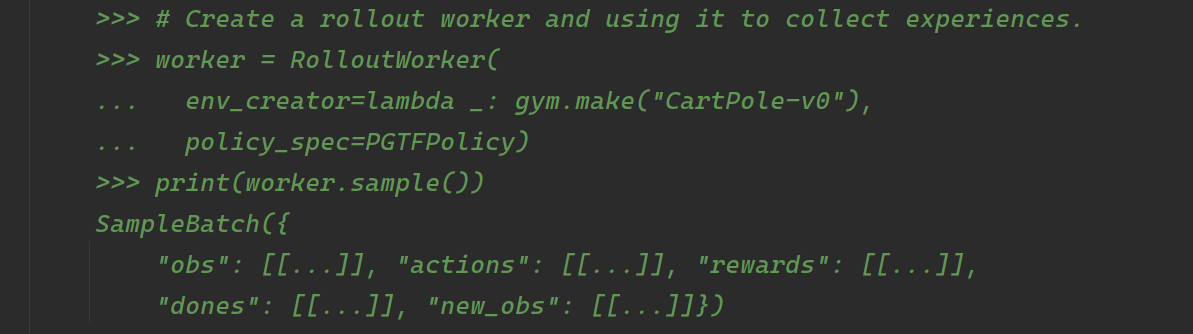 >>> # Create a rollout worker and using it to collect experiences.
>>> worker = RolloutWorker(
...   env_creator=lambda _: gym.make("CartPole-v0"),
...   policy_spec=PGTFPolicy)
>>> print(worker.sample())
SampleBatch({
    "obs": [[...]], "actions": [[...]], "rewards": [[...]],
    "dones": [[...]], "new_obs": [[...]]})